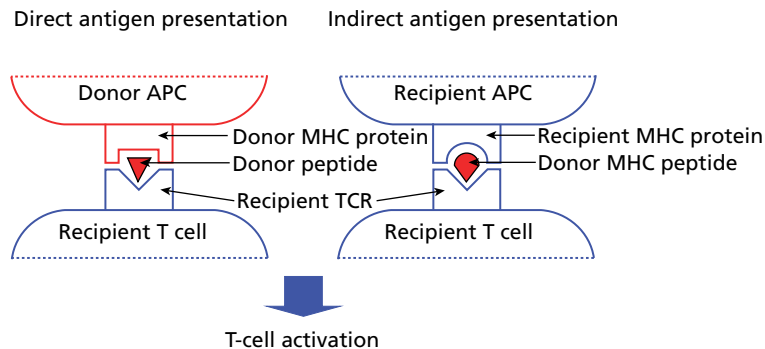 Direct antigen presentation
Indirect antigen presentation
Donor APC
Recipient APC
Donor MHC protein
Recipient MHC protein
Donor peptide
Donor MHC peptide
Recipient TCR
Recipient T cell
Recipient T cell
T-cell activation